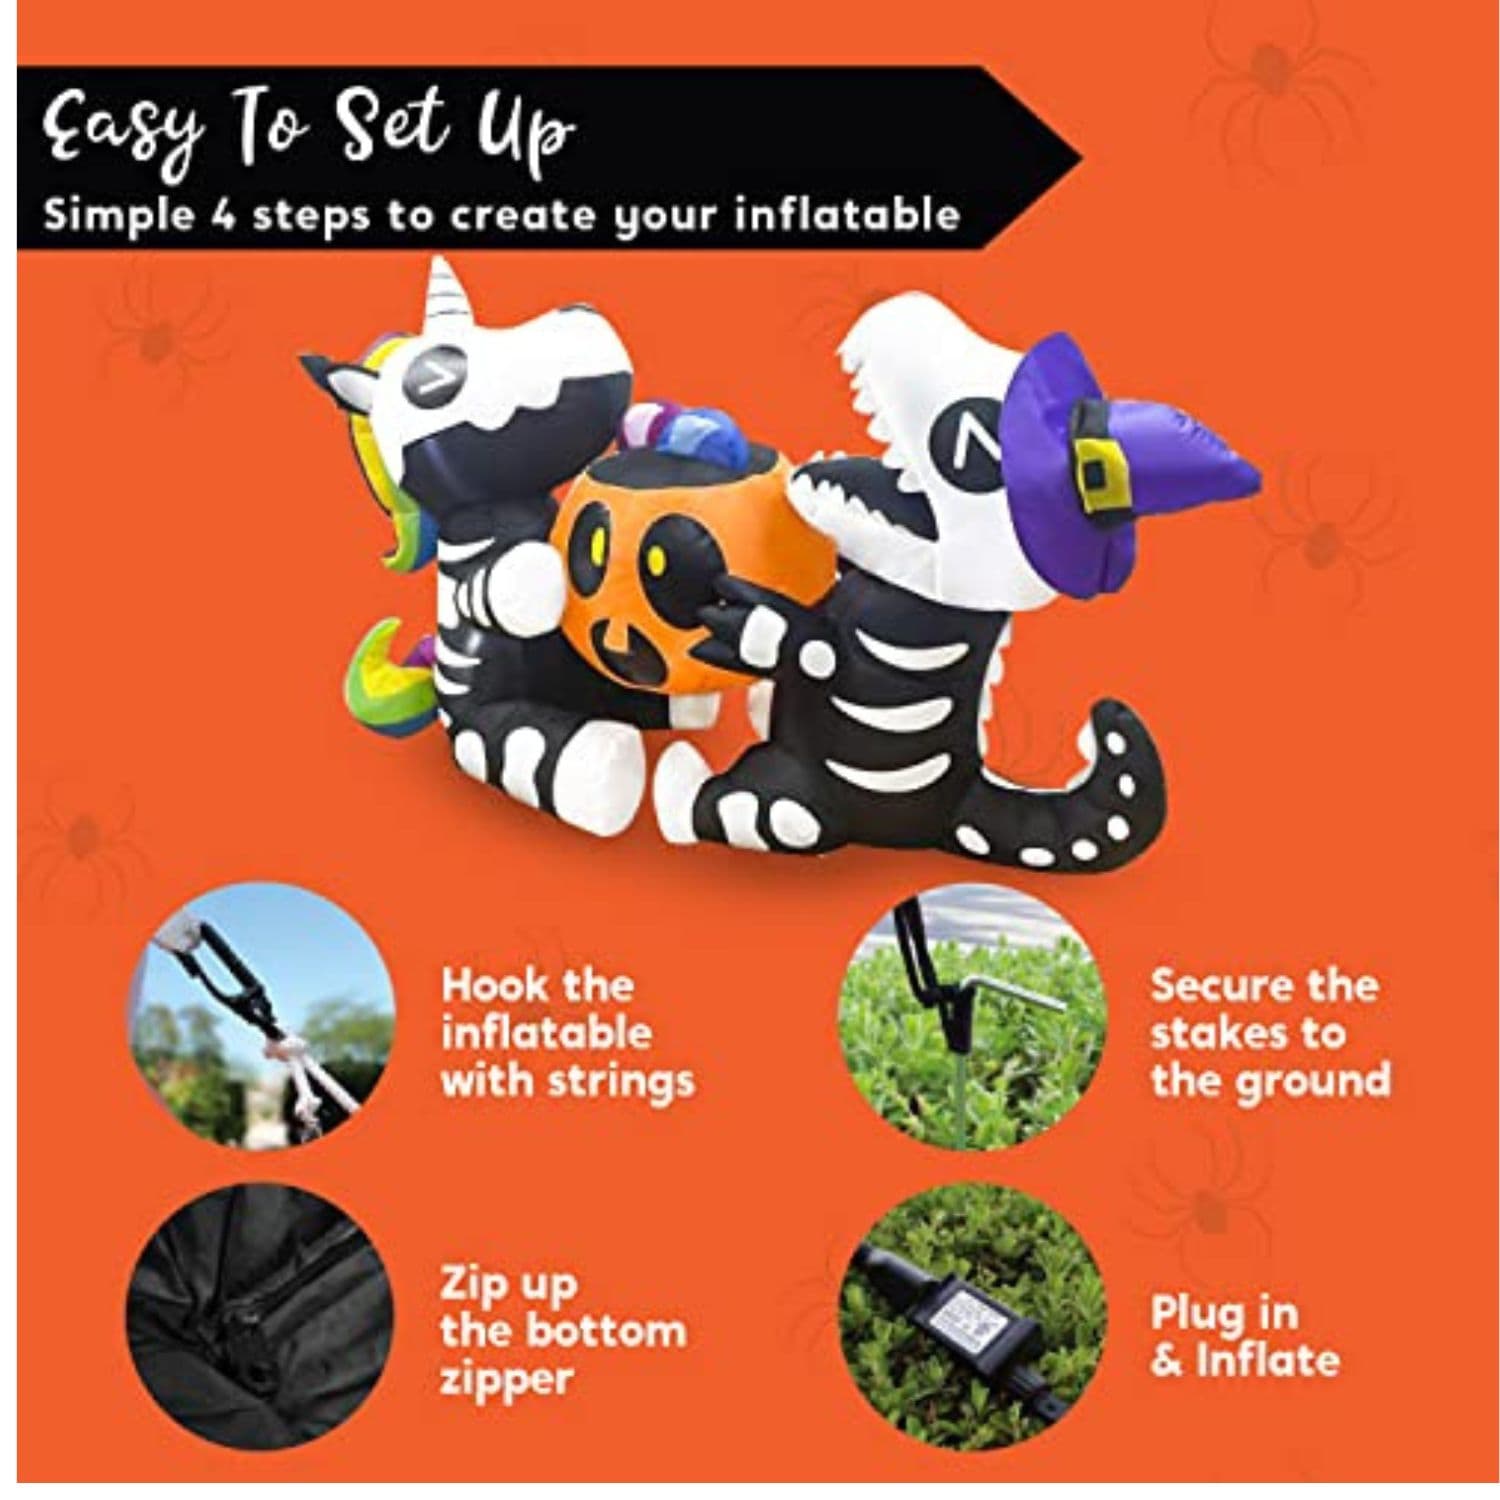 Easy To Set Up
Simple 4 steps to create your inflatable
Hook the
inflatable
with strings
Secure the
stakes to
the ground
Zip up
the bottom
zipper
Plug in
& Inflate